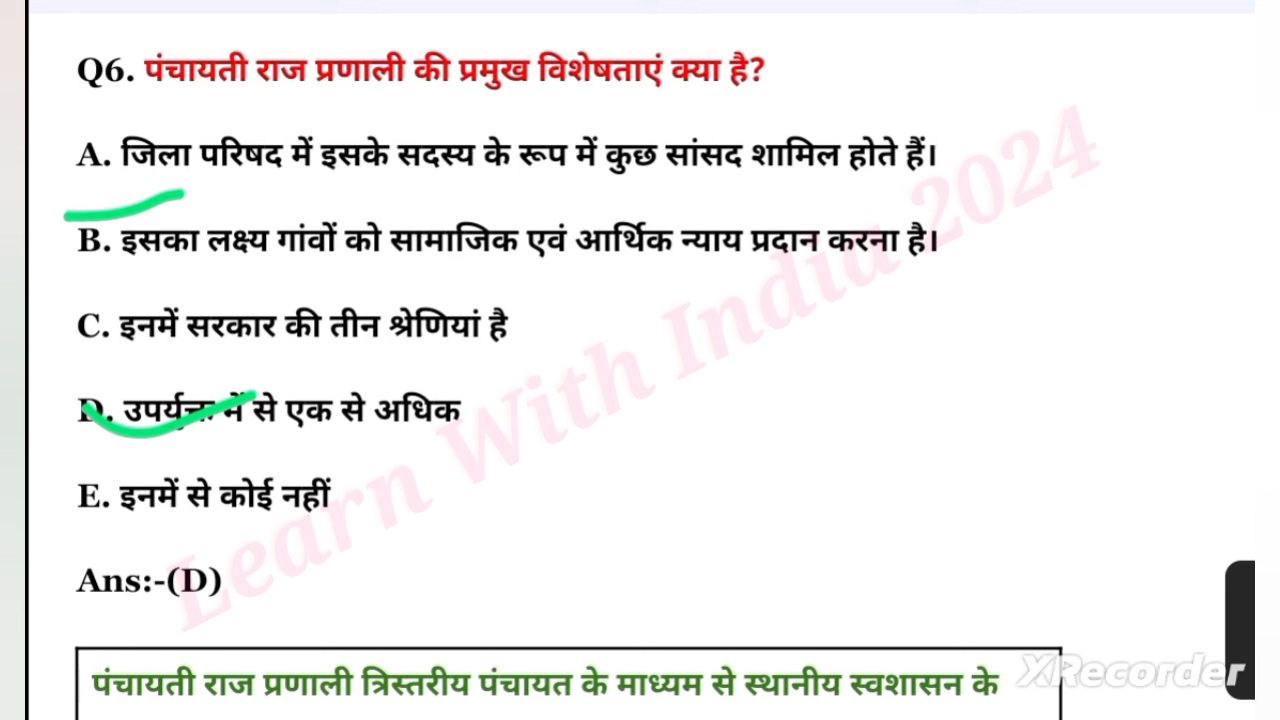 Q6. पंचायती राज प्रणाली की प्रमुख विशेषताएं क्या है?
A. जिला परिषद में इसके सदस्य के रूप में कुछ सांसद शामिल होते हैं।
B. इसका लक्ष्य गांवों को सामाजिक एवं आर्थिक न्याय प्रदान करना है।
C. इनमें सरकार की तीन श्रेणियां है
D. उपर्युक्त में से एक से अधिक
E. इनमें से कोई नहीं
Ans:-(D)
पंचायती राज प्रणाली त्रिस्तरीय पंचायत के माध्यम से स्थानीय स्वशासन के
Learn With India 2024
XRecorder